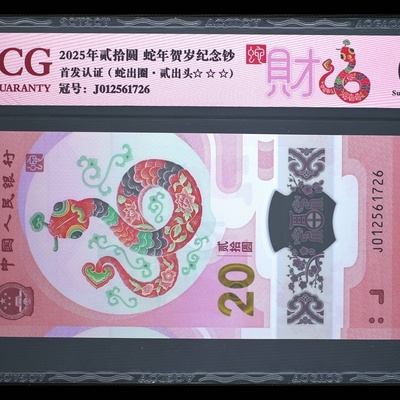 CG
UARANTY
2025年贰拾圆 蛇年贺岁纪念钞
首发认证（蛇出圈·贰出头☆☆☆）
冠号：J012561726
財
Su
中国人民银行
贰拾圆
20
J012561726